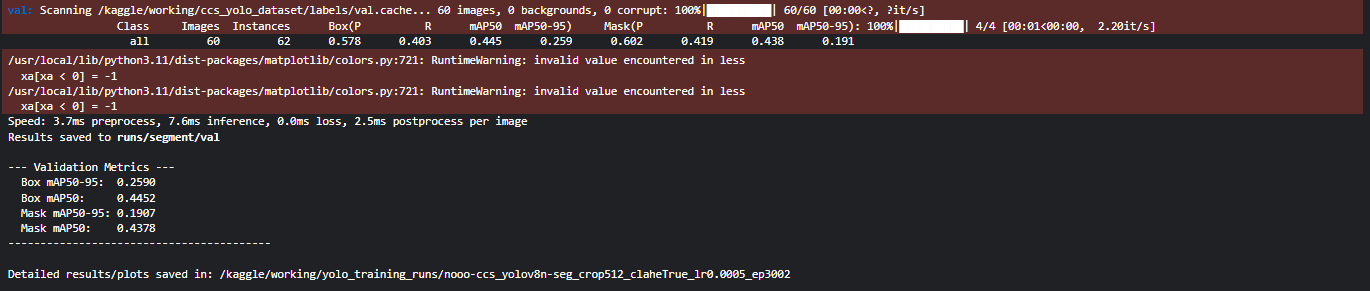 val: Scanning /kaggle/working/ccs_yolo_dataset/labels/val.cache... 60 images, 0 backgrounds, 0 corrupt: 100%|██████████| 60/60 [00:00<?, ?it/s]
Class Images Instances Box(P R mAP50 mAP50-95) Mask(P R mAP50 mAP50-95): 100%|██████████| 4/4 [00:01<00:00, 2.20it/s]
all 60 62 0.578 0.403 0.445 0.259 0.602 0.419 0.438 0.191
/usr/local/lib/python3.11/dist-packages/matplotlib/colors.py:721: RuntimeWarning: invalid value encountered in less
xa[xa < 0] = -1
/usr/local/lib/python3.11/dist-packages/matplotlib/colors.py:721: RuntimeWarning: invalid value encountered in less
xa[xa < 0] = -1
Speed: 3.7ms preprocess, 7.6ms inference, 0.0ms loss, 2.5ms postprocess per image
Results saved to runs/segment/val
--- Validation Metrics ---
Box mAP50-95: 0.2590
Box mAP50: 0.4452
Mask mAP50-95: 0.1907
Mask mAP50: 0.4378
-----------------------------------------
Detailed results/plots saved in: /kaggle/working/yolo_training_runs/nooo-ccs_yolov8n-seg_crop512_claheTrue_lr0.0005_ep3002